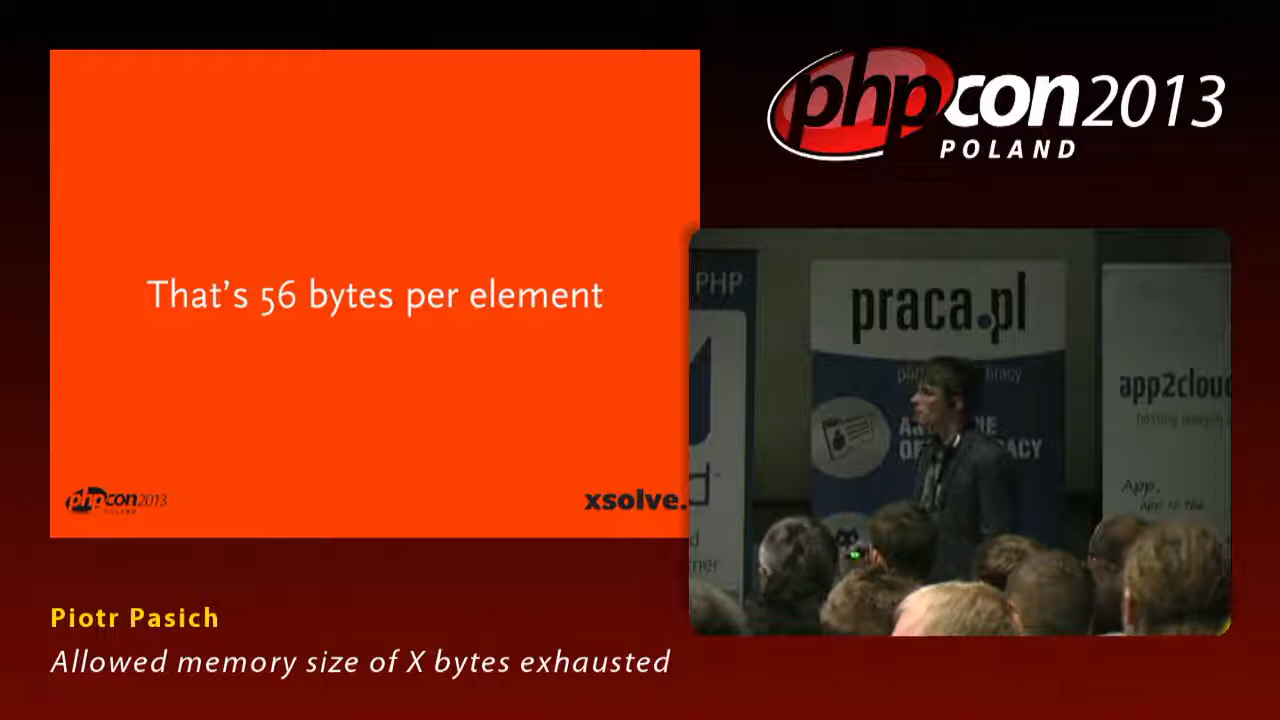 That's 56 bytes per element
phpcon2013
POLAND
xsolve.
phpcon2013
POLAND
PHP
praca.pl
app2cloud
App.
Piotr Pasich
Allowed memory size of X bytes exhausted